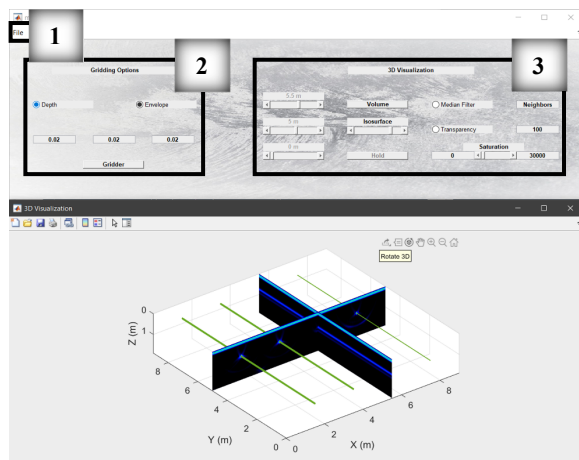 File
1
2
3
Gridding Options
Depth
Envelope
0.02
0.02
0.02
Gridder
3D Visualization
5.5 m
Volume
Median Filter
Neighbors
5 m
Isosurface
Transparency
100
Hold
Saturation
0
30000
3D Visualization
Rotate 3D
0
1
Z (m)
8
6
4
2
0
Y (m)
0
2
4
6
8
X (m)